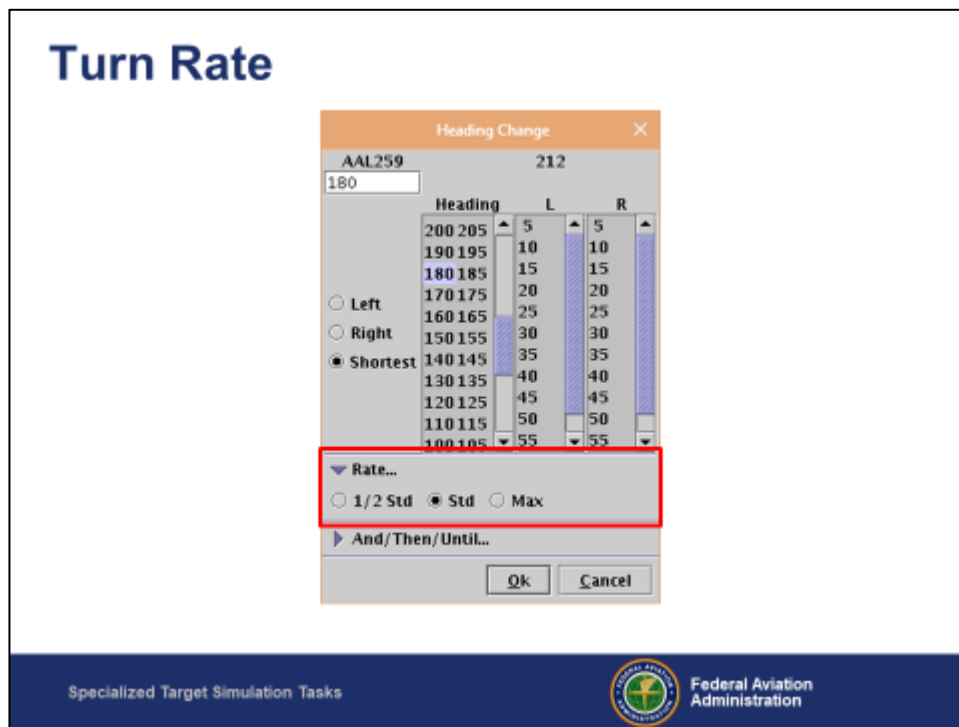 Turn Rate
Heading Change
AAL259 212
180
Heading L R
200 205 5 5
190 195 10 10
180 185 15 15
170 175 20 20
Left
160 165 25 25
Right
150 155 30 30
Shortest
140 145 35 35
130 135 40 40
120 125 45 45
110 115 50 50
100 105 55 55
Rate...
1/2 Std Std Max
And/Then/Until...
Ok Cancel
Specialized Target Simulation Tasks
Federal Aviation
Administration